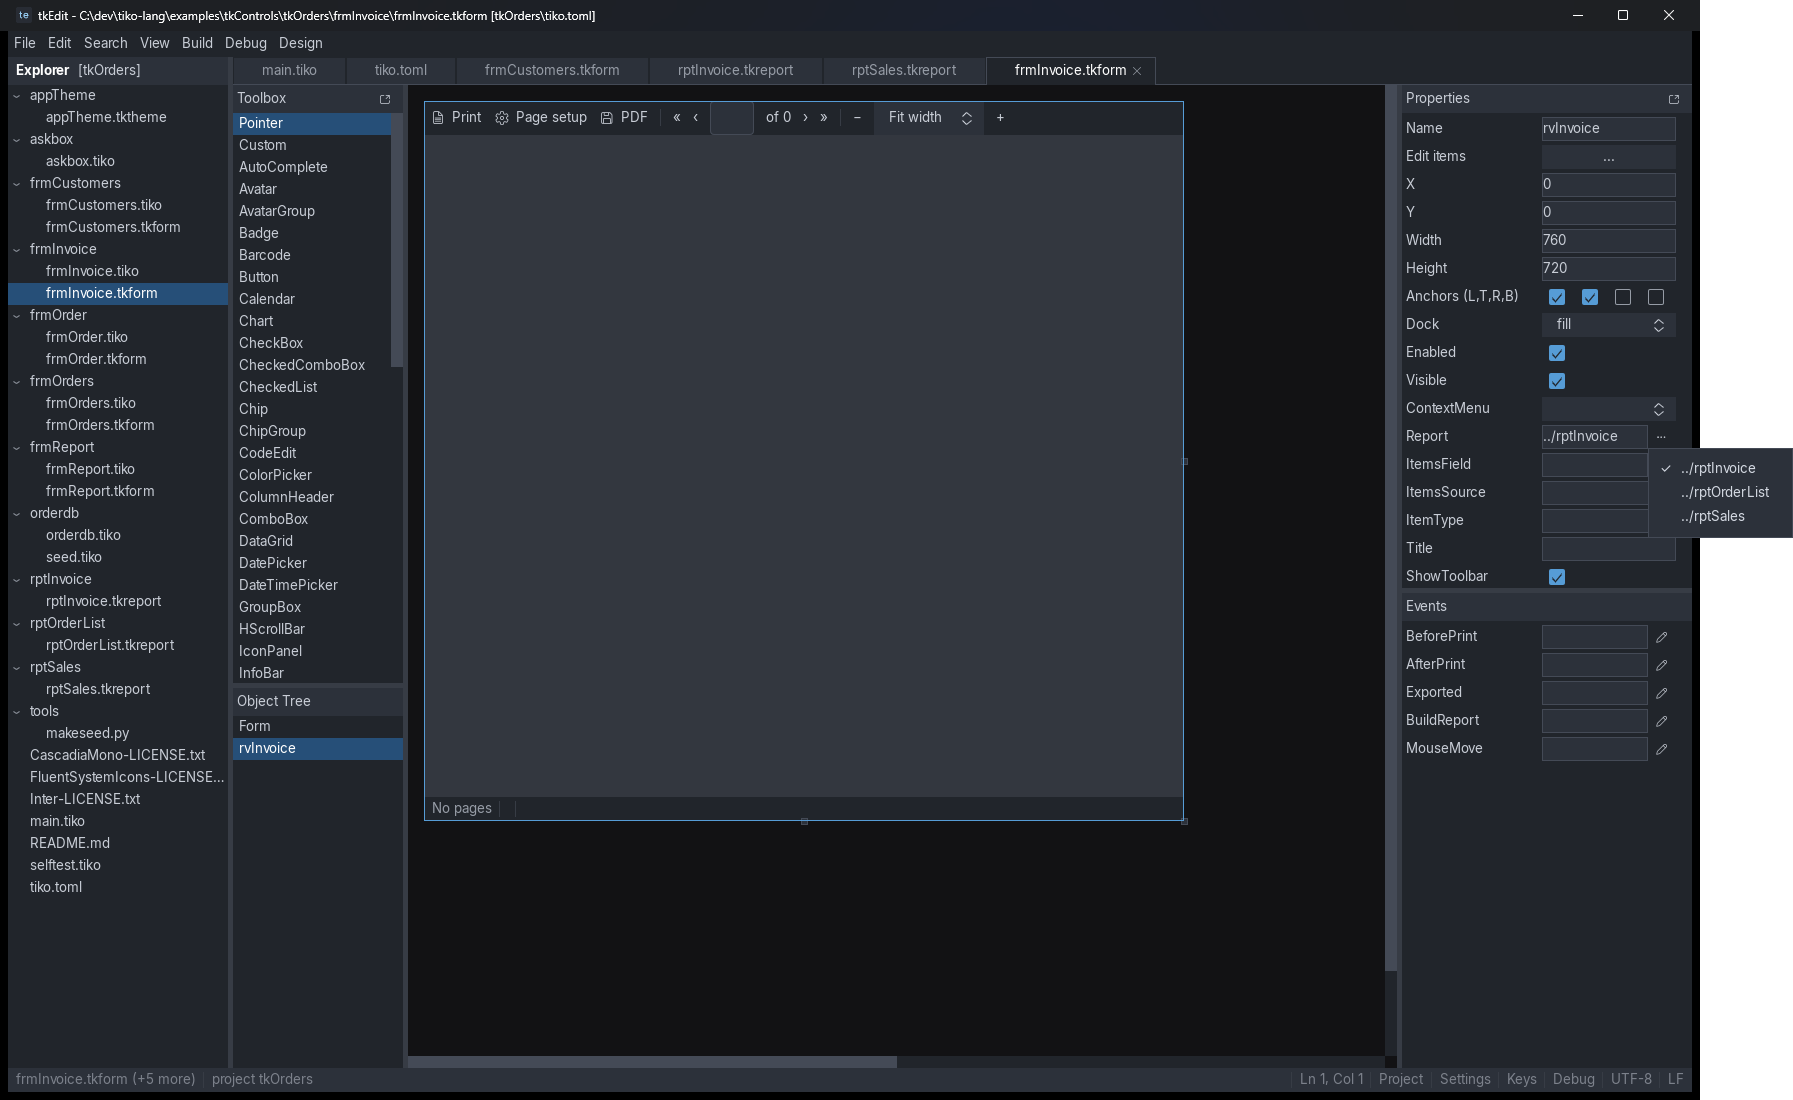 te tkEdit - C:\dev\tiko-lang\examples\tkControls\tkOrders\frmInvoice\frmInvoice.tkform [tkOrders\tiko.toml]
File Edit Search View Build Debug Design
Explorer [tkOrders]
appTheme
appTheme.tktheme
askbox
askbox.tiko
frmCustomers
frmCustomers.tiko
frmCustomers.tkform
frmInvoice
frmInvoice.tiko
frmInvoice.tkform
frmOrder
frmOrder.tiko
frmOrder.tkform
frmOrders
frmOrders.tiko
frmOrders.tkform
frmReport
frmReport.tiko
frmReport.tkform
orderdb
orderdb.tiko
seed.tiko
rptInvoice
rptInvoice.tkreport
rptOrderList
rptOrderList.tkreport
rptSales
rptSales.tkreport
tools
makeseed.py
CascadiaMono-LICENSE.txt
FluentSystemIcons-LICENSE...
Inter-LICENSE.txt
main.tiko
README.md
selftest.tiko
tiko.toml
main.tiko tiko.toml frmCustomers.tkform rptInvoice.tkreport rptSales.tkreport frmInvoice.tkform
Toolbox
Pointer
Custom
AutoComplete
Avatar
AvatarGroup
Badge
Barcode
Button
Calendar
Chart
CheckBox
CheckedComboBox
CheckedList
Chip
ChipGroup
CodeEdit
ColorPicker
ColumnHeader
ComboBox
DataGrid
DatePicker
DateTimePicker
GroupBox
HScrollBar
IconPanel
InfoBar
Object Tree
Form
rvInvoice
Print Page setup PDF « ‹ of 0 › » − Fit width +
No pages
Properties
Name rvInvoice
Edit items ...
X 0
Y 0
Width 760
Height 720
Anchors (L,T,R,B)
Dock fill
Enabled
Visible
ContextMenu
Report ../rptInvoice ...
ItemsField
ItemsSource
ItemType
Title
ShowToolbar
../rptInvoice
../rptOrderList
../rptSales
Events
BeforePrint
AfterPrint
Exported
BuildReport
MouseMove
frmInvoice.tkform (+5 more) project tkOrders Ln 1, Col 1 Project Settings Keys Debug UTF-8 LF